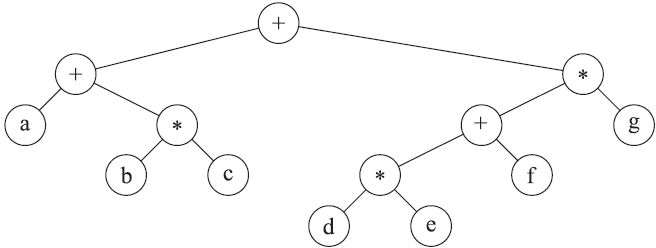 +
+ *
a * + g
b c * f
d e